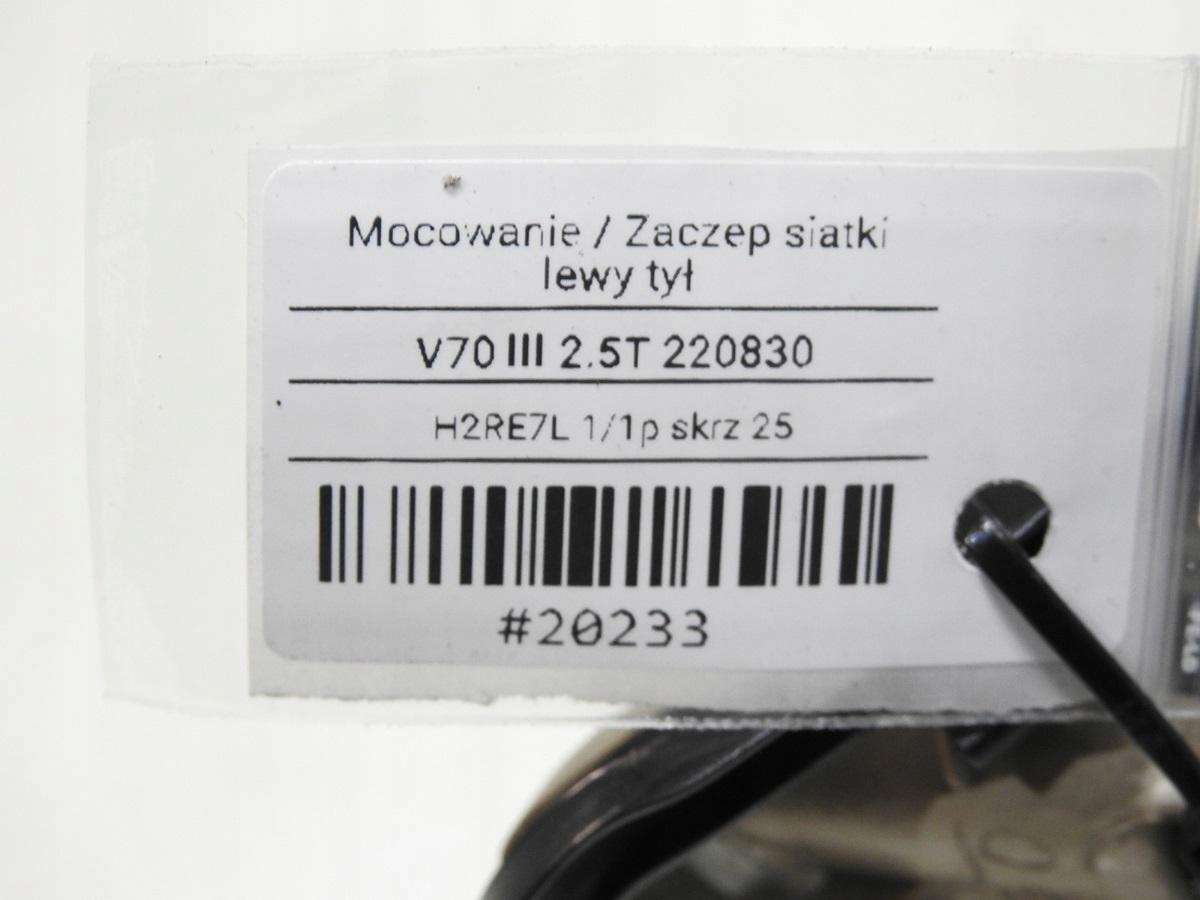 Mocowanie / Zaczep siatki
lewy tył
V70 III 2.5T 220830
H2RE7L 1/1p skrz 25
#20233